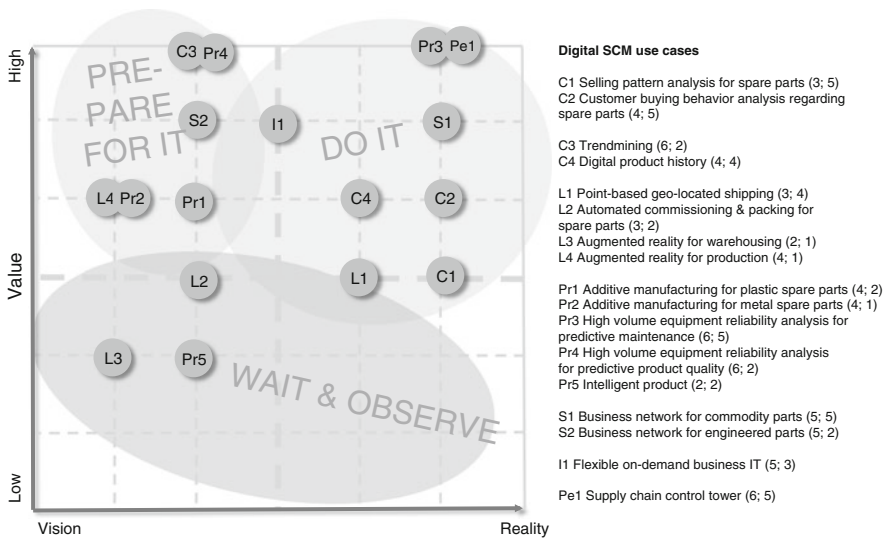 High
Value
Low
Vision
Reality
PRE-
PARE
FOR IT
DO IT
WAIT & OBSERVE
C3 Pr4
Pr3 Pe1
S2
I1
S1
L4 Pr2
Pr1
C4
C2
L2
L1
C1
L3
Pr5
Digital SCM use cases
C1 Selling pattern analysis for spare parts (3; 5)
C2 Customer buying behavior analysis regarding
spare parts (4; 5)
C3 Trendmining (6; 2)
C4 Digital product history (4; 4)
L1 Point-based geo-located shipping (3; 4)
L2 Automated commissioning & packing for
spare parts (3; 2)
L3 Augmented reality for warehousing (2; 1)
L4 Augmented reality for production (4; 1)
Pr1 Additive manufacturing for plastic spare parts (4; 2)
Pr2 Additive manufacturing for metal spare parts (4; 1)
Pr3 High volume equipment reliability analysis for
predictive maintenance (6; 5)
Pr4 High volume equipment reliability analysis
for predictive product quality (6; 2)
Pr5 Intelligent product (2; 2)
S1 Business network for commodity parts (5; 5)
S2 Business network for engineered parts (5; 2)
I1 Flexible on-demand business IT (5; 3)
Pe1 Supply chain control tower (6; 5)